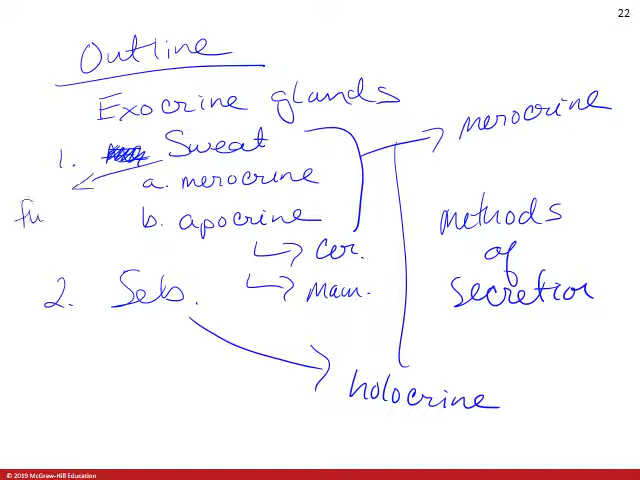 22
Outline
Exocrine glands
1. Sweat
merocrine
a. merocrine
fu
b. apocrine
methods
of
secretion
cer.
mam.
2. Seb.
holocrine
© 2019 McGraw-Hill Education